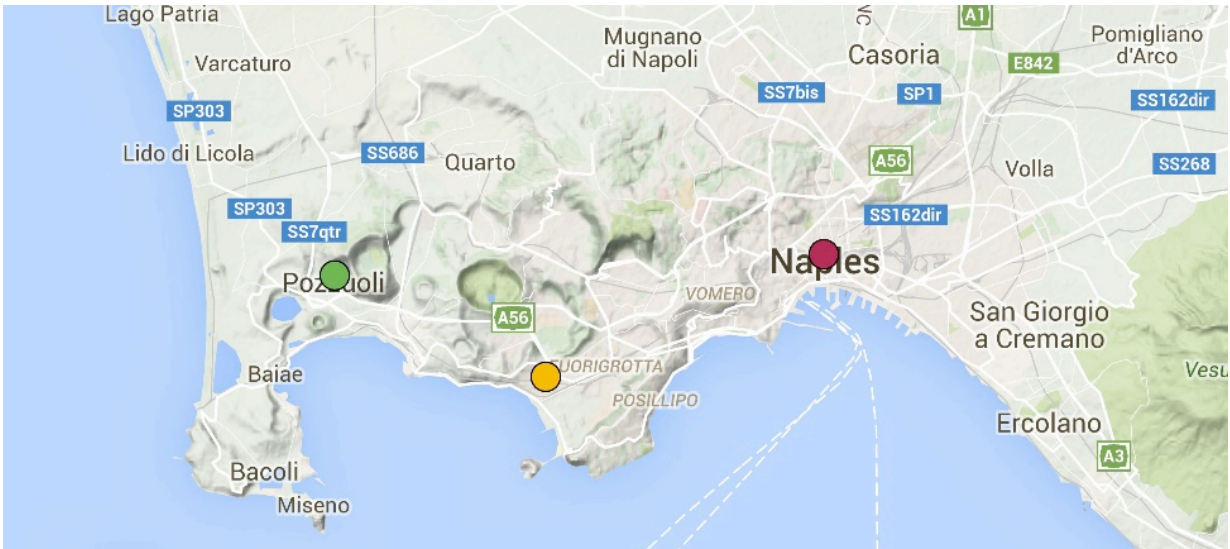 Lago Patria
VC
A1
Mugnano
di Napoli
Casoria
Pomigliano
d'Arco
Varcaturo
E842
SS7bis
SP1
SS162dir
SP303
Lido di Licola
SS686
Quarto
A56
Volla
SS268
SP303
SS7qtr
SS162dir
Naples
Pozzuoli
VOMERO
A56
San Giorgio
a Cremano
Baiae
FUORIGROTTA
Vesu
POSILLIPO
Ercolano
A3
Bacoli
Miseno